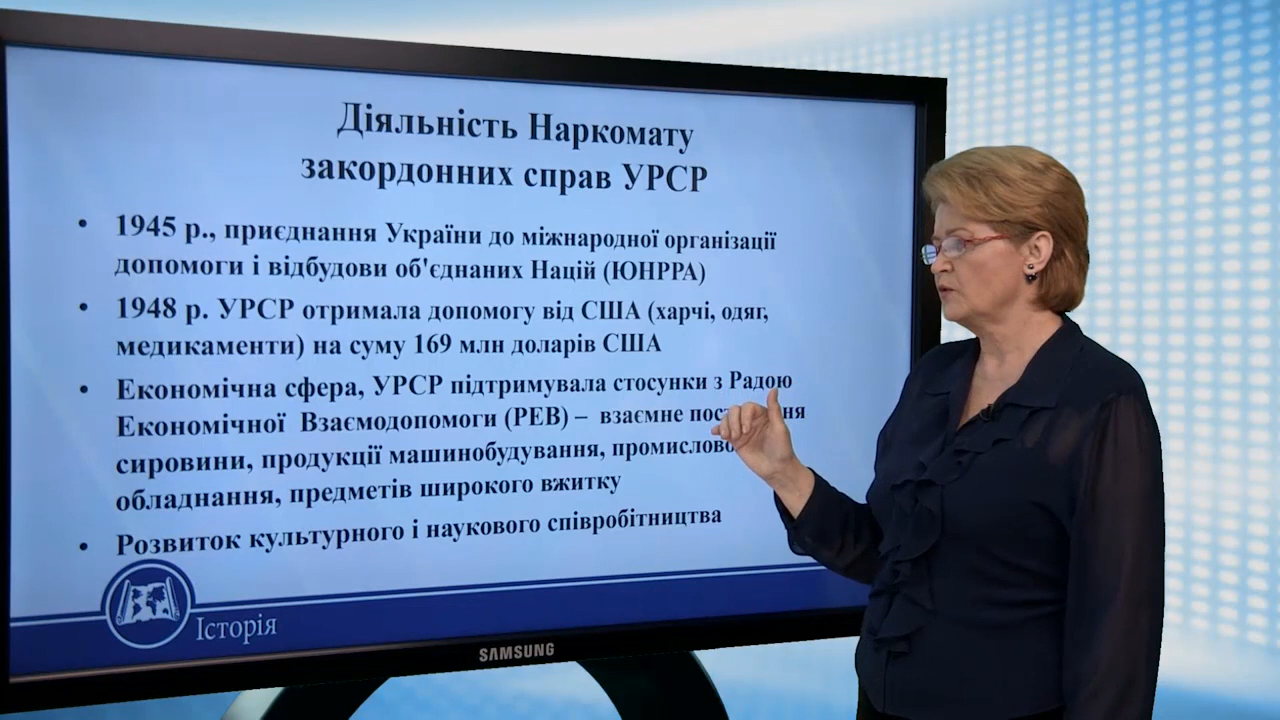 Діяльність Наркомату
закордонних справ УРСР
• 1945 р., приєднання України до міжнародної організації
допомоги і відбудови об'єднаних Націй (ЮНРРА)
• 1948 р. УРСР отримала допомогу від США (харчі, одяг,
медикаменти) на суму 169 млн доларів США
• Економічна сфера, УРСР підтримувала стосунки з Радою
Економічної Взаємодопомоги (РЕВ) – взаємне
сировини, продукції машинобудування,
обладнання, предметів широкого вжитку
• Розвиток культурного і наукового співробітництва
Історія
SAMSUNG